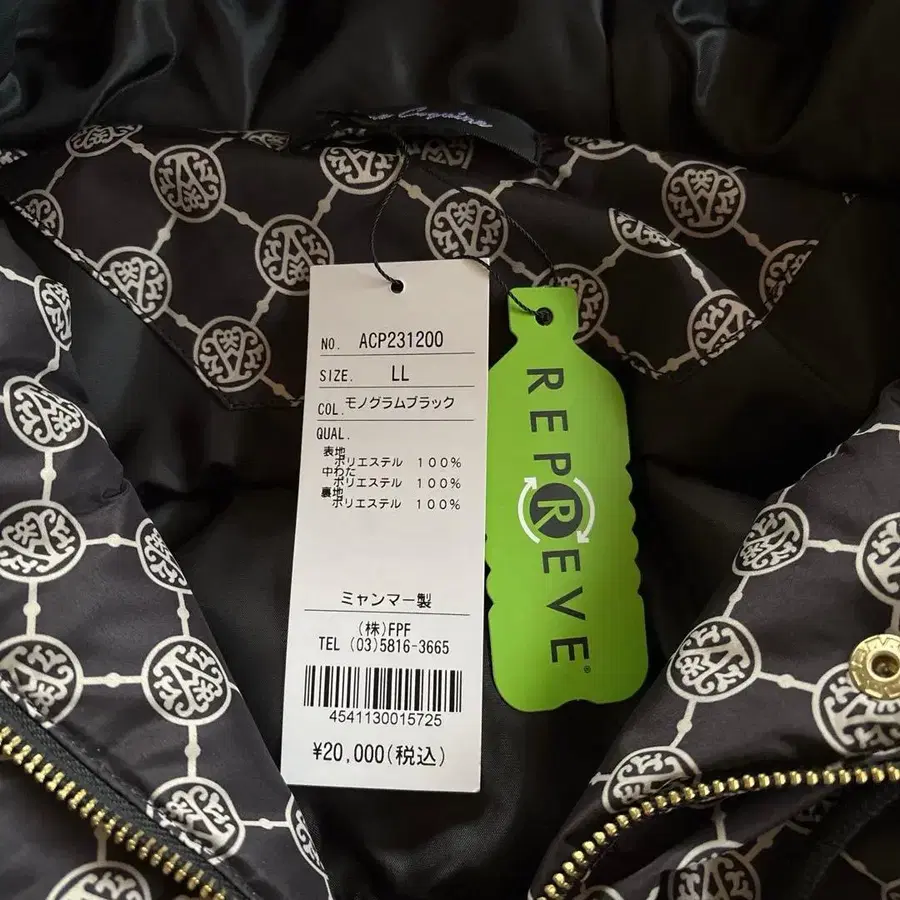 NO. ACP231200
SIZE. LL
COL. モノグラムブラック
QUAL.
表地
ポリエステル 100%
中わた
ポリエステル 100%
裏地
ポリエステル 100%
ミャンマー製
(株)FPF
TEL (03)5816-3665
4541130015725
¥20,000(税込)
REPREVE®